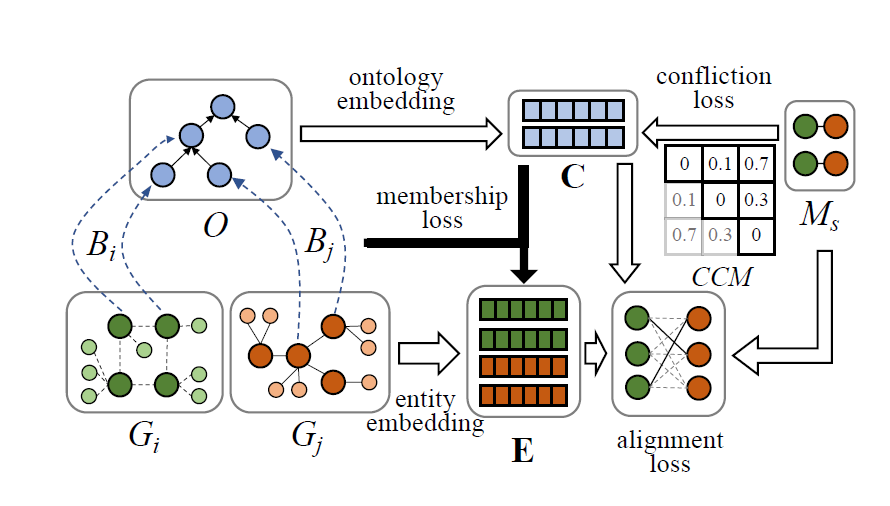 ontology
embedding
confliction
loss
C
0 0.1 0.7
0.1 0 0.3
0.7 0.3 0
M_s
O
membership
loss
B_i
B_j
CCM
entity
embedding
E
alignment
loss
G_i
G_j